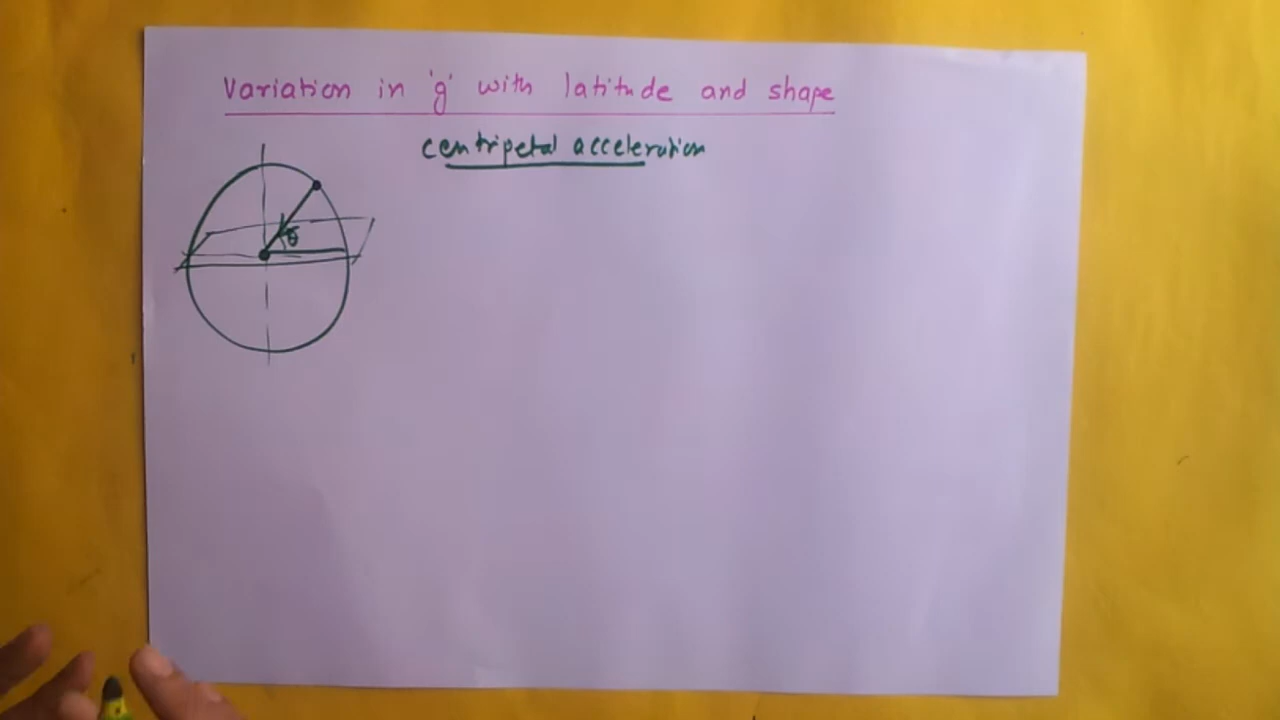 Variation in 'g' with latitude and shape
centripetal acceleration
θ